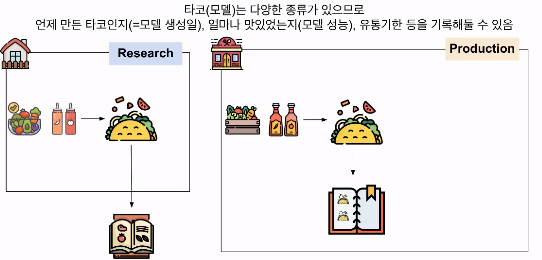 타코(모델)는 다양한 종류가 있으므로
언제 만든 타코인지(=모델 생성일), 얼마나 맛있었는지(모델 성능), 유통기한 등을 기록해둘 수 있음
Research
Production